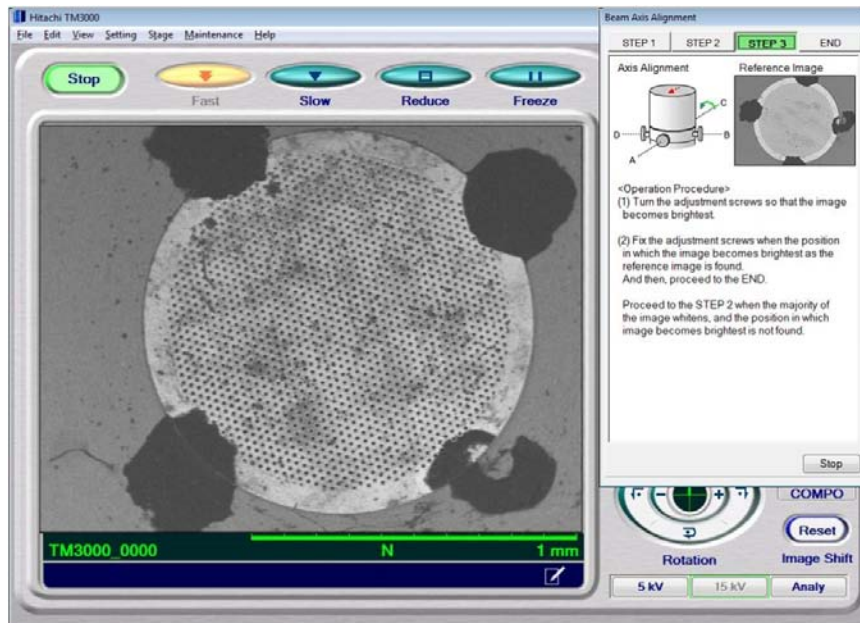 Hitachi TM3000
File Edit View Setting Stage Maintenance Help
Stop
Fast
Slow
Reduce
Freeze
TM3000_0000
N
1 mm
Beam Axis Alignment
STEP 1
STEP 2
STEP 3
END
Axis Alignment
Reference Image
C
D
B
A
<Operation Procedure>
(1) Turn the adjustment screws so that the image
becomes brightest.
(2) Fix the adjustment screws when the position
in which the image becomes brightest as the
reference image is found.
And then, proceed to the END.
Proceed to the STEP 2 when the majority of
the image whitens, and the position in which
image becomes brightest is not found.
Stop
COMPO
Reset
Rotation
Image Shift
5 kV
15 kV
Analy